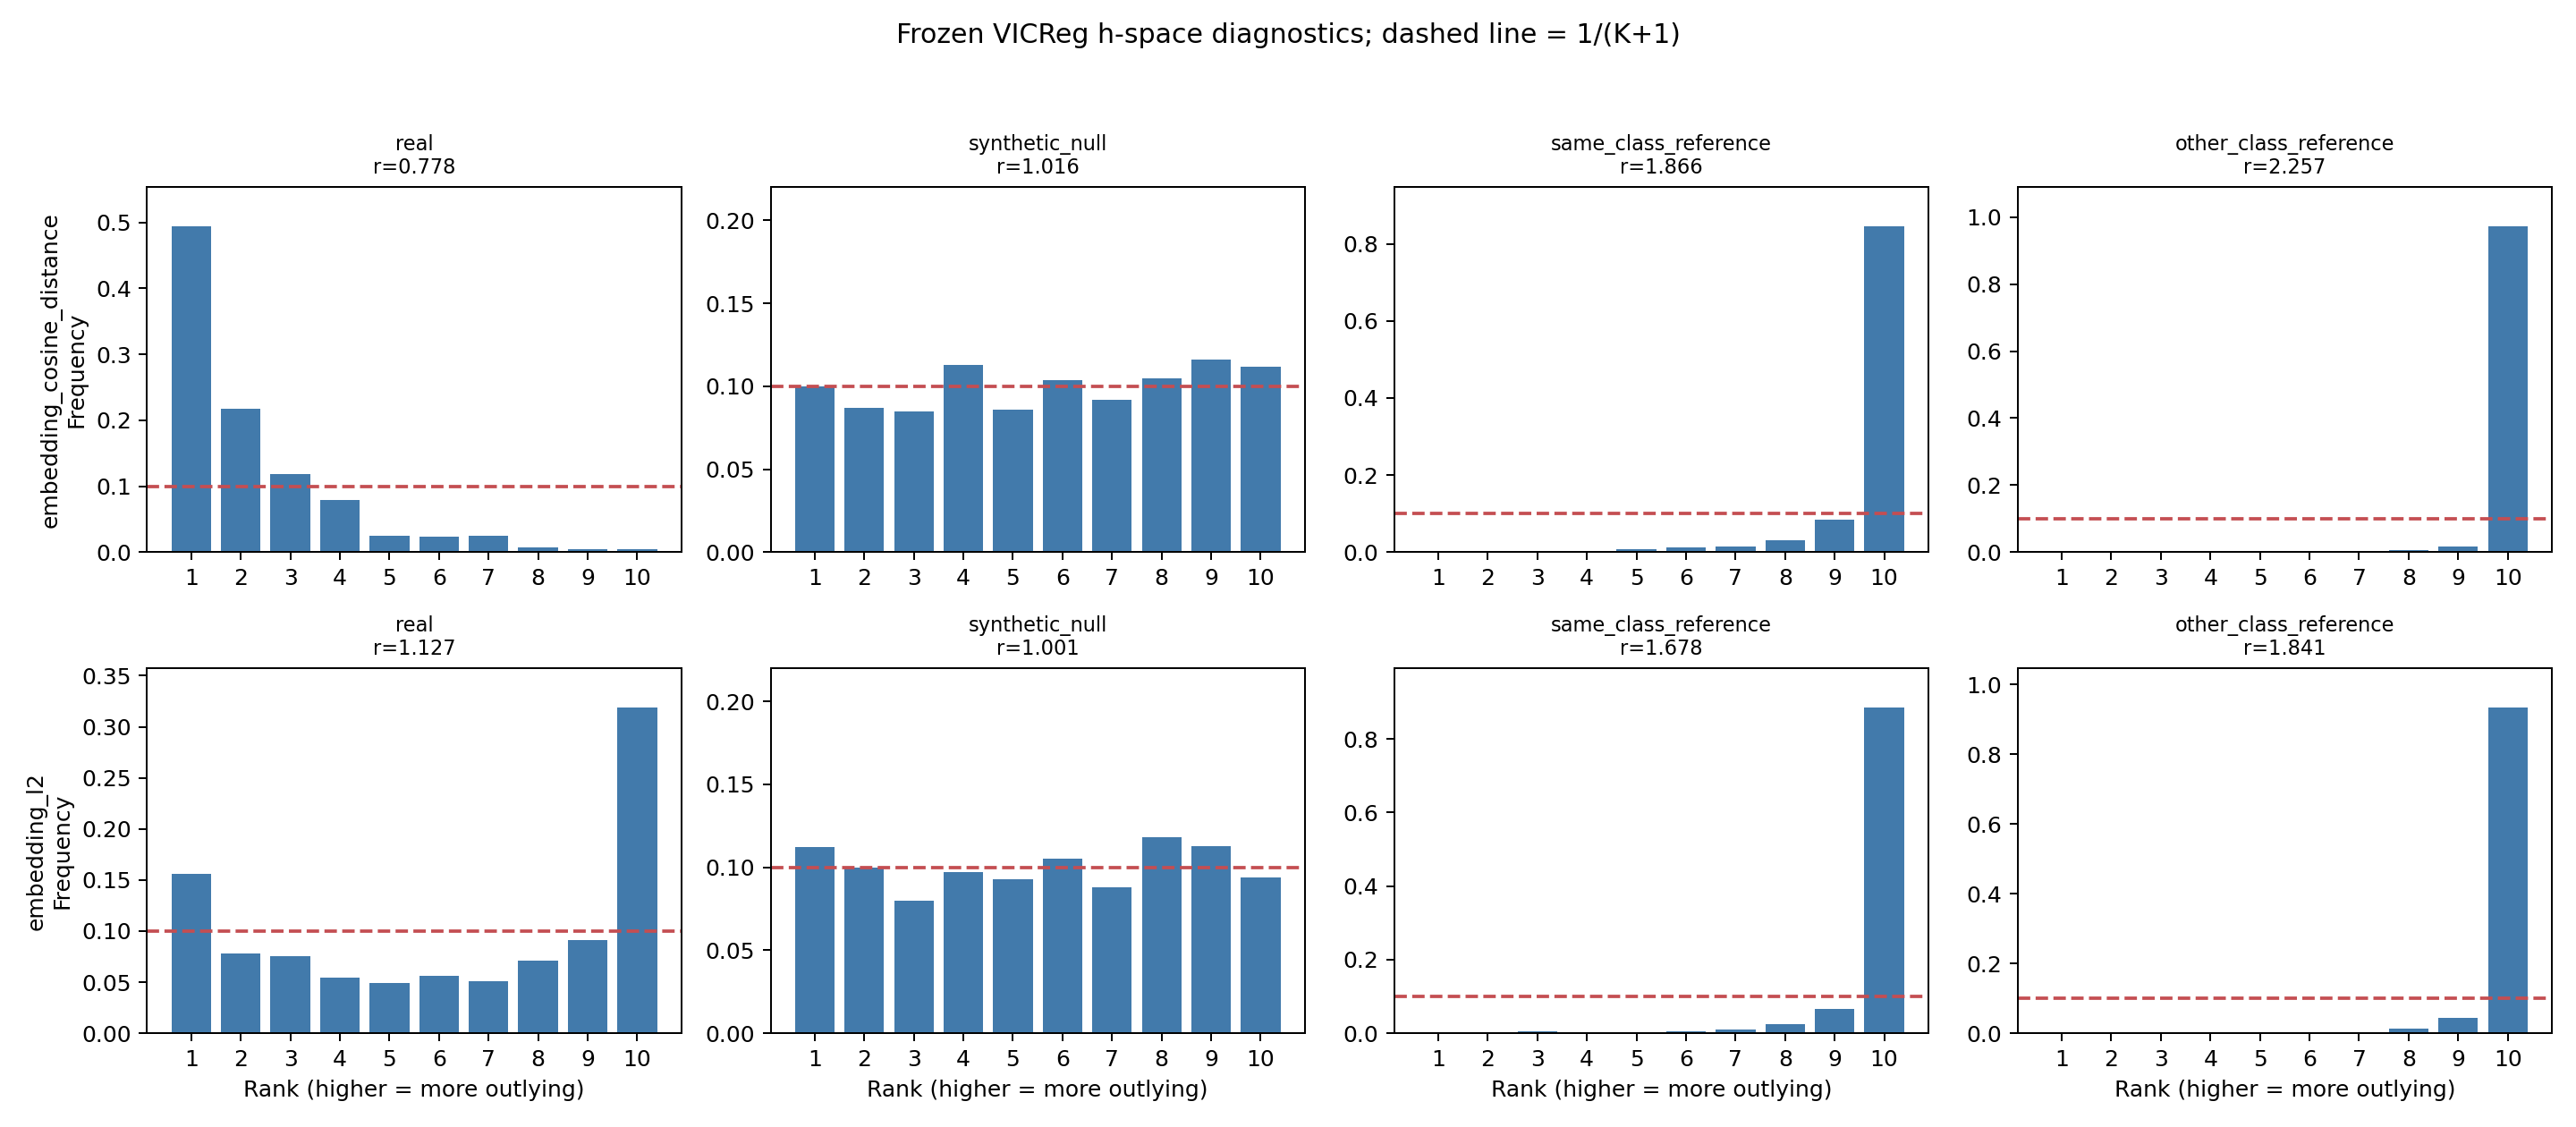 Frozen VICReg h-space diagnostics; dashed line = 1/(K+1)
real
r=0.778
embedding_cosine_distance
Frequency
0.5
0.4
0.3
0.2
0.1
0.0
1 2 3 4 5 6 7 8 9 10
synthetic_null
r=1.016
0.20
0.15
0.10
0.05
0.00
1 2 3 4 5 6 7 8 9 10
same_class_reference
r=1.866
0.8
0.6
0.4
0.2
0.0
1 2 3 4 5 6 7 8 9 10
other_class_reference
r=2.257
1.0
0.8
0.6
0.4
0.2
0.0
1 2 3 4 5 6 7 8 9 10
real
r=1.127
embedding_l2
Frequency
0.35
0.30
0.25
0.20
0.15
0.10
0.05
0.00
1 2 3 4 5 6 7 8 9 10
Rank (higher = more outlying)
synthetic_null
r=1.001
0.20
0.15
0.10
0.05
0.00
1 2 3 4 5 6 7 8 9 10
Rank (higher = more outlying)
same_class_reference
r=1.678
0.8
0.6
0.4
0.2
0.0
1 2 3 4 5 6 7 8 9 10
Rank (higher = more outlying)
other_class_reference
r=1.841
1.0
0.8
0.6
0.4
0.2
0.0
1 2 3 4 5 6 7 8 9 10
Rank (higher = more outlying)